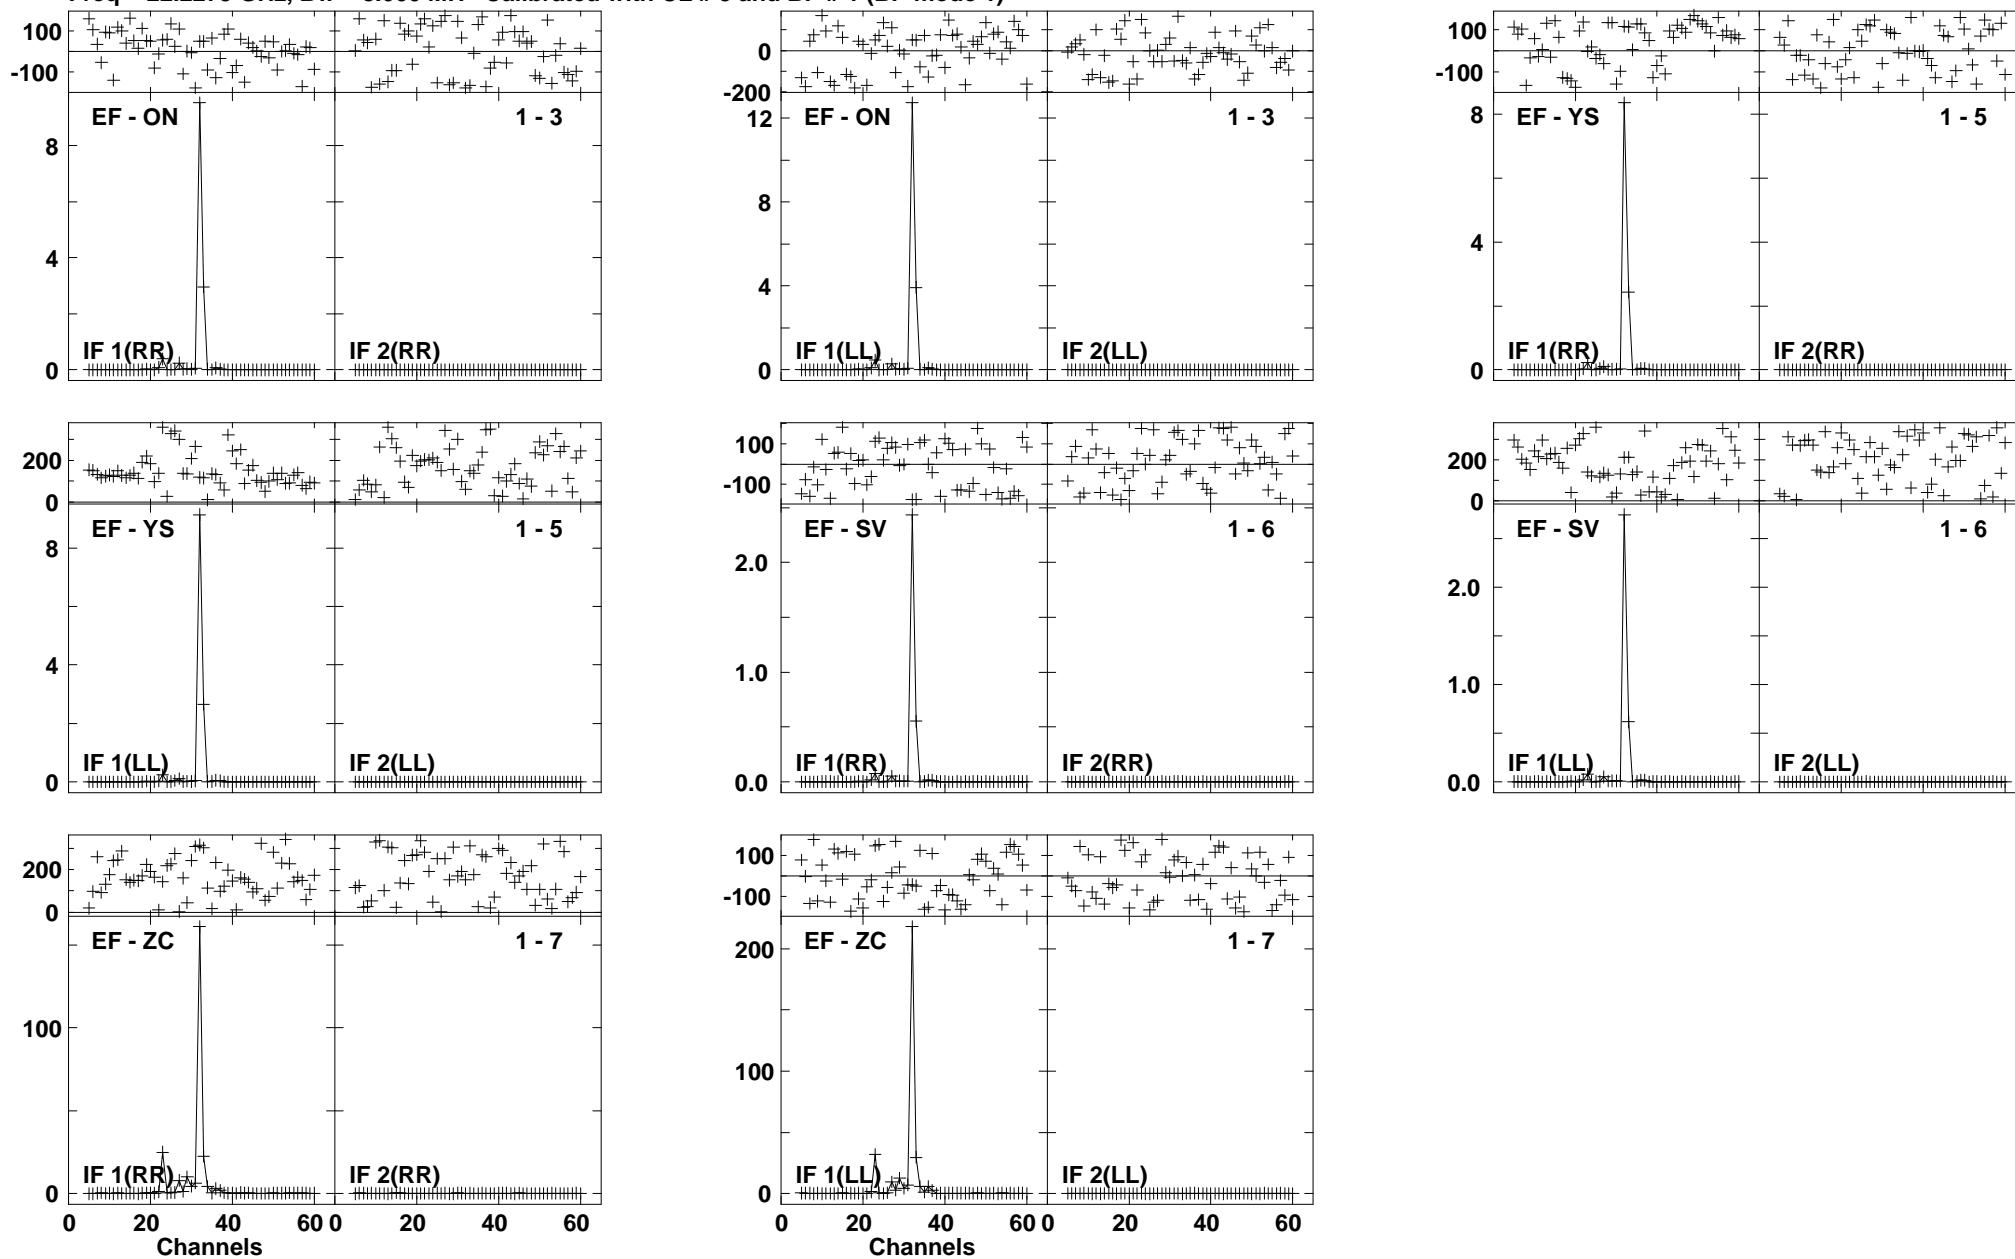 100
-100
EF - ON
1 - 3
8
4
0
IF 1(RR)
IF 2(RR)
0
-200
EF - ON
1 - 3
12
8
4
0
IF 1(LL)
IF 2(LL)
100
-100
EF - YS
1 - 5
8
4
0
IF 1(RR)
IF 2(RR)
200
0
EF - YS
1 - 5
8
4
0
IF 1(LL)
IF 2(LL)
100
-100
EF - SV
1 - 6
2.0
1.0
0.0
IF 1(RR)
IF 2(RR)
200
0
EF - SV
1 - 6
2.0
1.0
0.0
IF 1(LL)
IF 2(LL)
200
0
EF - ZC
1 - 7
100
0
IF 1(RR)
IF 2(RR)
0 20 40 60 0 20 40 60
Channels
100
-100
EF - ZC
1 - 7
200
100
0
IF 1(LL)
IF 2(LL)
0 20 40 60 0 20 40 60
Channels